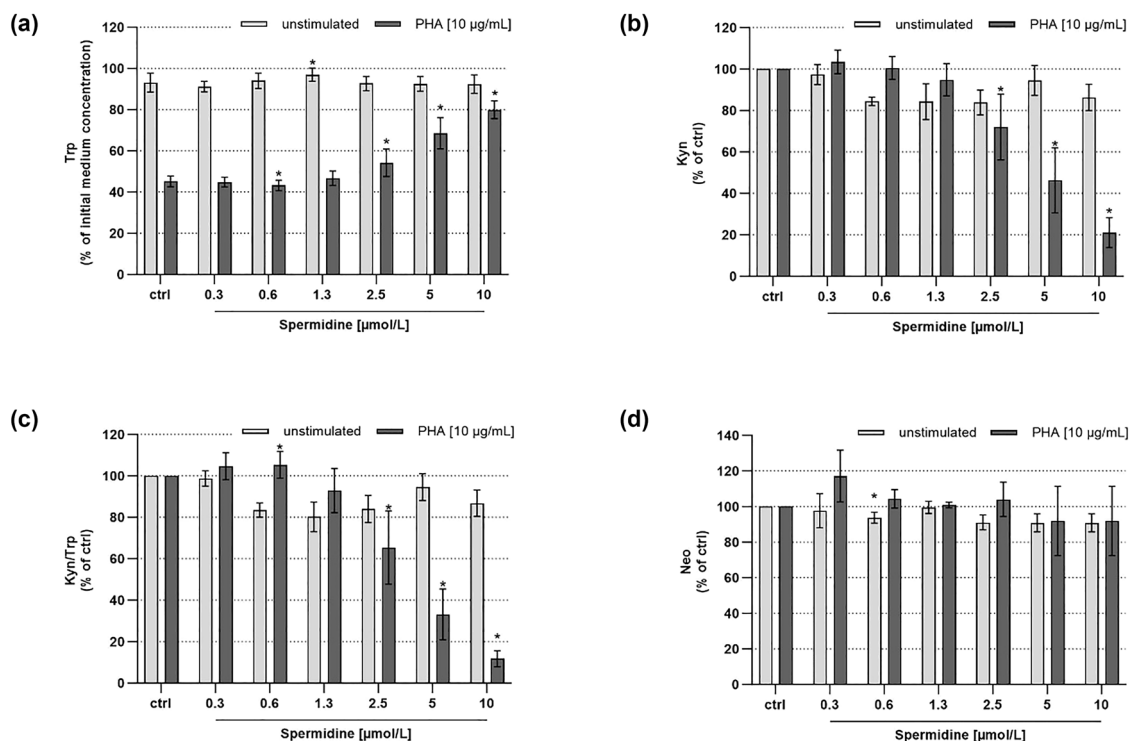 (a)
unstimulated PHA [10 µg/mL]
120
100
80
60
40
20
0
Trp
(% of initial medium concentration)
* * * * *
ctrl 0.3 0.6 1.3 2.5 5 10
Spermidine [µmol/L]
(b)
unstimulated PHA [10 µg/mL]
120
100
80
60
40
20
0
Kyn
(% of ctrl)
* * *
ctrl 0.3 0.6 1.3 2.5 5 10
Spermidine [µmol/L]
(c)
unstimulated PHA [10 µg/mL]
120
100
80
60
40
20
0
Kyn/Trp
(% of ctrl)
* * * *
ctrl 0.3 0.6 1.3 2.5 5 10
Spermidine [µmol/L]
(d)
unstimulated PHA [10 µg/mL]
140
120
100
80
60
40
20
0
Neo
(% of ctrl)
*
ctrl 0.3 0.6 1.3 2.5 5 10
Spermidine [µmol/L]